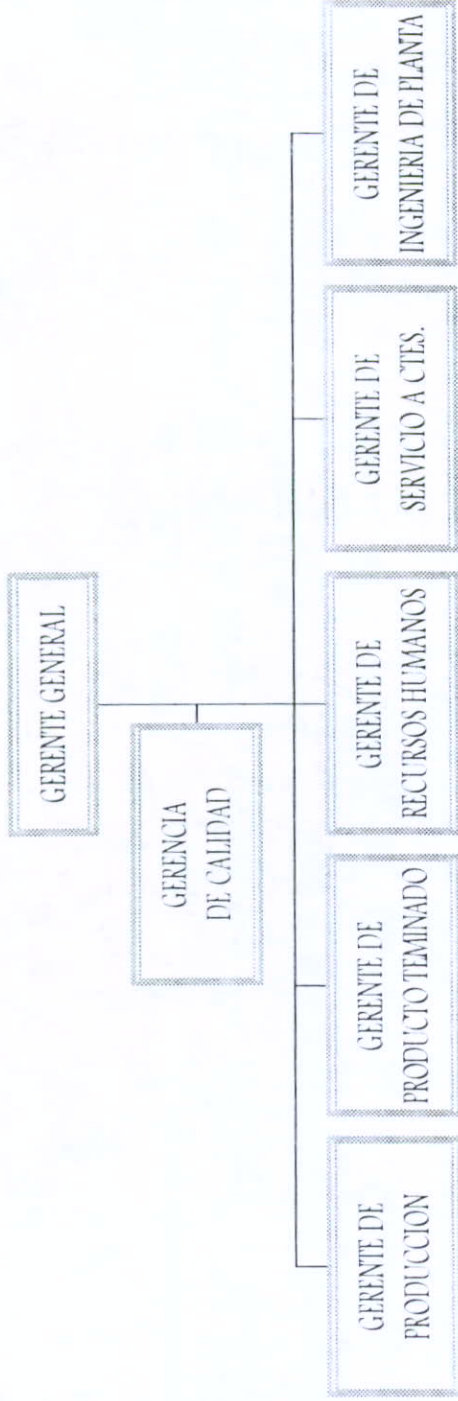 GERENTE GENERAL
GERENCIA
DE CALIDAD
GERENTE DE
PRODUCCION
GERENTE DE
PRODUCTO TEMINADO
GERENTE DE
RECURSOS HUMANOS
GERENTE DE
SERVICIO A CTES.
GERENTE DE
INGENIERIA DE PLANTA